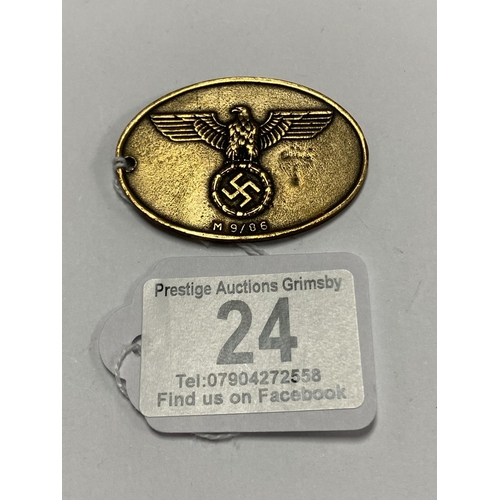 M 9/86
Prestige Auctions Grimsby
24
Tel:07904272558
Find us on Facebook